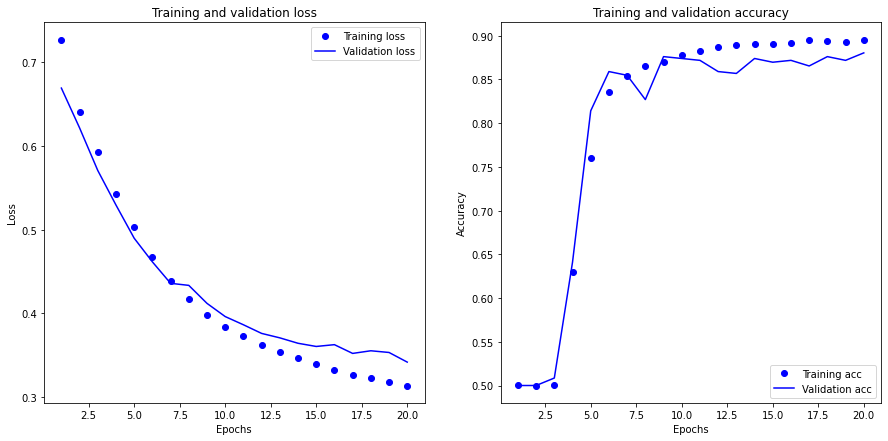 Training and validation loss
Training loss
Validation loss
0.7
0.6
0.5
0.4
0.3
Loss
2.5 5.0 7.5 10.0 12.5 15.0 17.5 20.0
Epochs
Training and validation accuracy
0.90
0.85
0.80
0.75
0.70
0.65
0.60
0.55
0.50
Accuracy
Training acc
Validation acc
2.5 5.0 7.5 10.0 12.5 15.0 17.5 20.0
Epochs